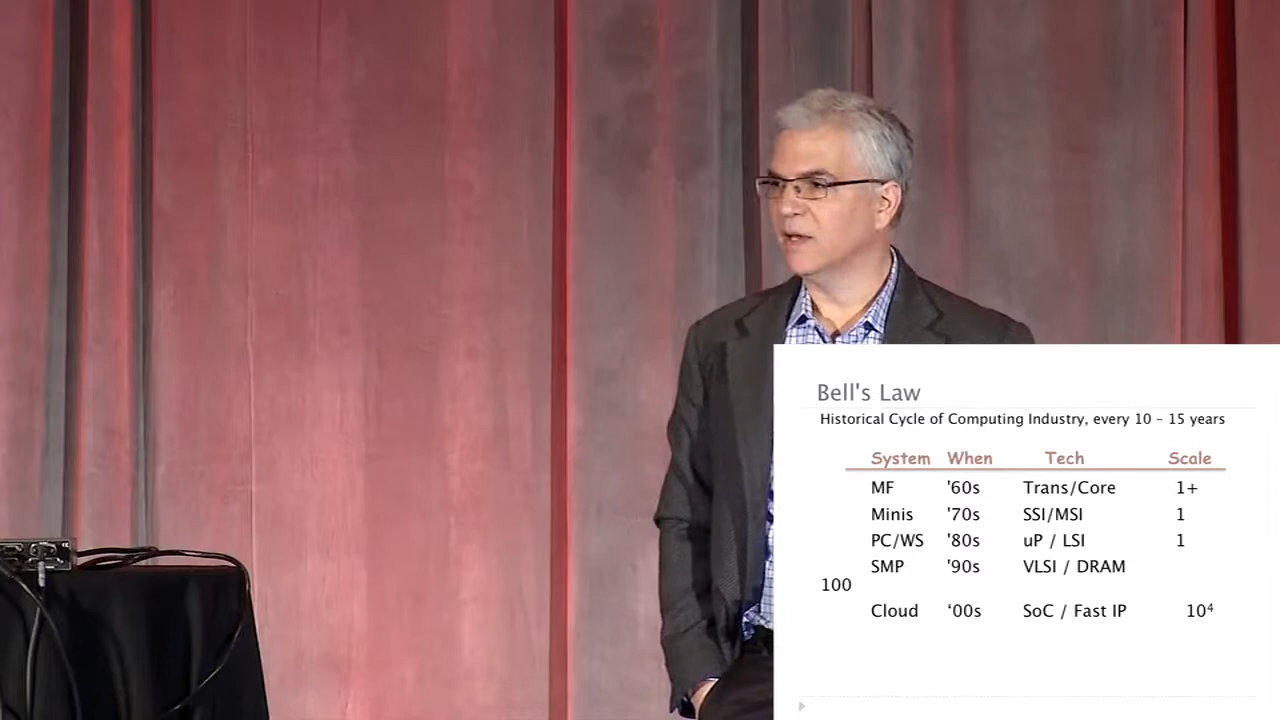 Bell's Law
Historical Cycle of Computing Industry, every 10 – 15 years
System When Tech Scale
MF '60s Trans/Core 1+
Minis '70s SSI/MSI 1
PC/WS '80s uP / LSI 1
SMP '90s VLSI / DRAM
100
Cloud ‘00s SoC / Fast IP 10⁴